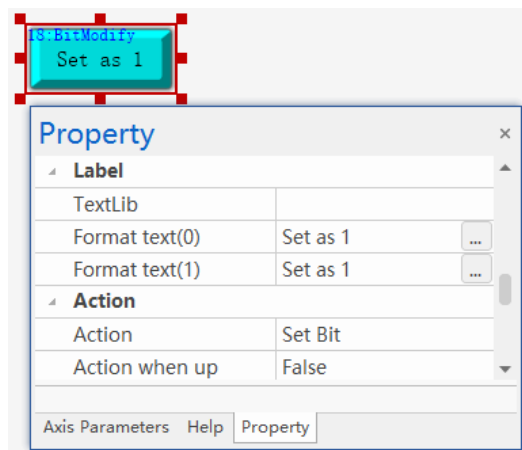 18:BitModify
Set as 1
Property ×
Label
TextLib
Format text(0) Set as 1 ...
Format text(1) Set as 1 ...
Action
Action Set Bit
Action when up False
Axis Parameters Help Property